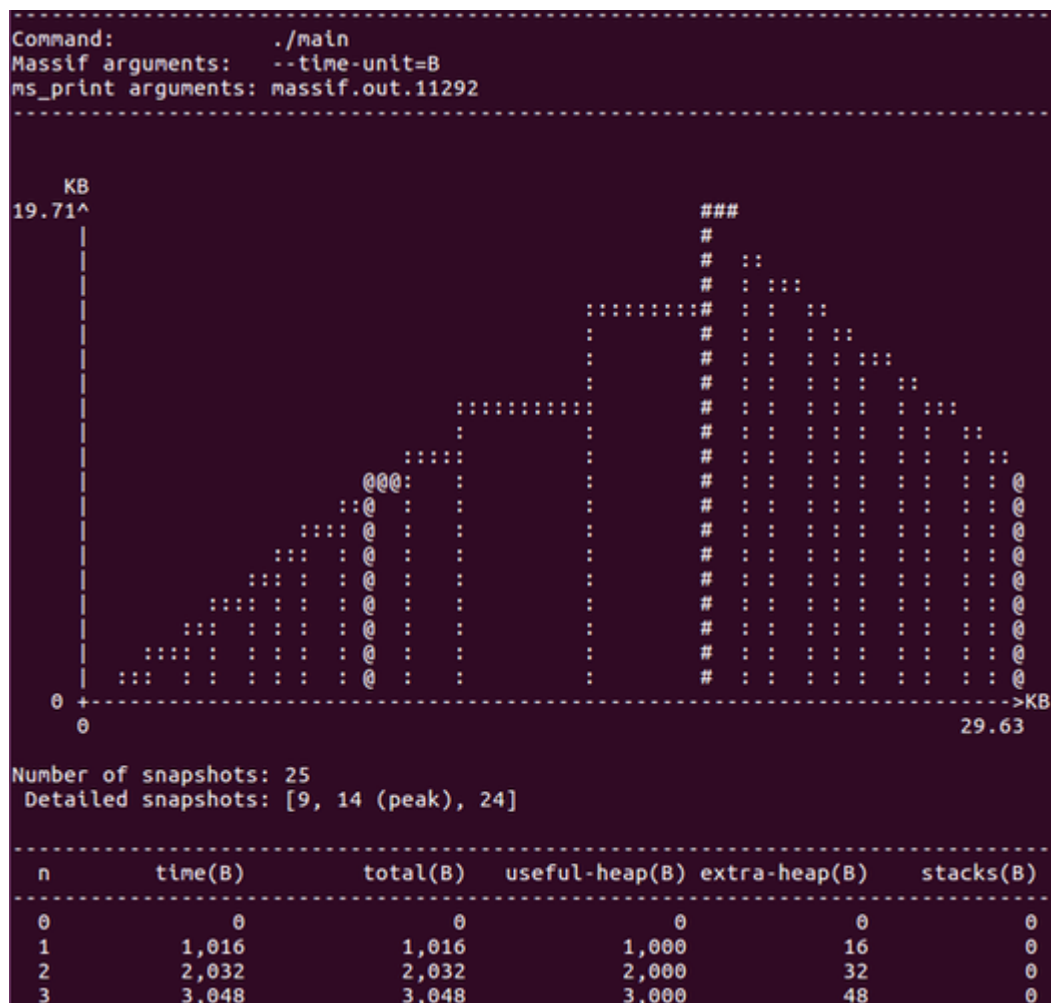 Command: ./main
Massif arguments: --time-unit=B
ms_print arguments: massif.out.11292
KB
19.71^
0
>KB
0 29.63
Number of snapshots: 25
Detailed snapshots: [9, 14 (peak), 24]
n time(B) total(B) useful-heap(B) extra-heap(B) stacks(B)
0 0 0 0 0 0
1 1,016 1,016 1,000 16 0
2 2,032 2,032 2,000 32 0
3 3,048 3,048 3,000 48 0